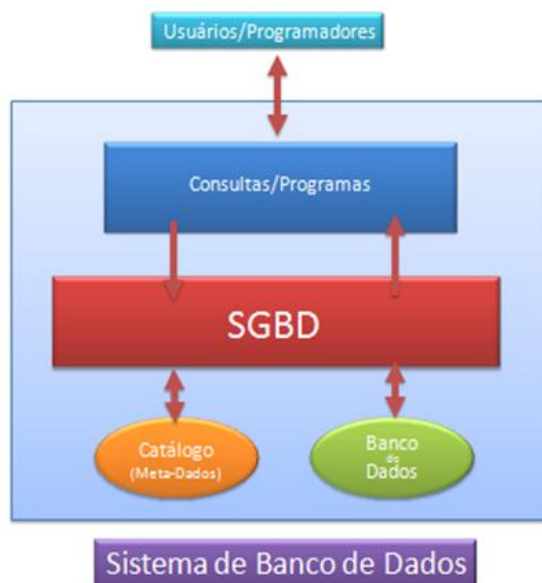 Usuários/Programadores
Consultas/Programas
SGBD
Catálogo
(Meta-Dados)
Banco
de
Dados
Sistema de Banco de Dados